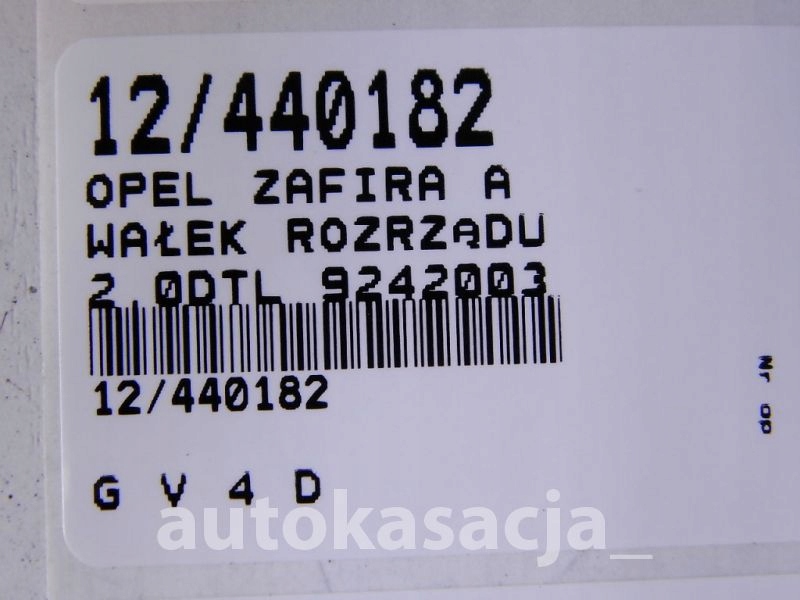 12/440182
OPEL ZAFIRA A
WAŁEK ROZRZĄDU
2.0DTL 9242003
12/440182
G V 4 D
autokasacja_
Nr op